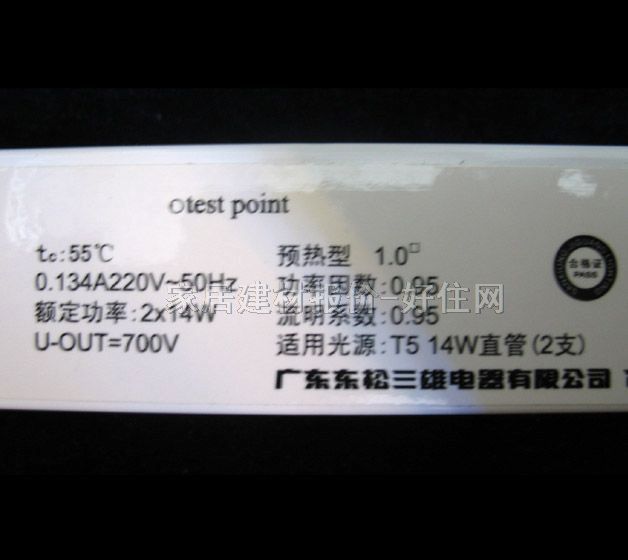 test point
tc:55℃
预热型 1.0□
0.134A220V~50Hz
功率因数:0.95
额定功率:2x14W
流明系数:0.95
U-OUT=700V
适用光源:T5 14W直管(2支)
广东东松三雄电器有限公司
合格证
PASS
家居建材报价-好住网